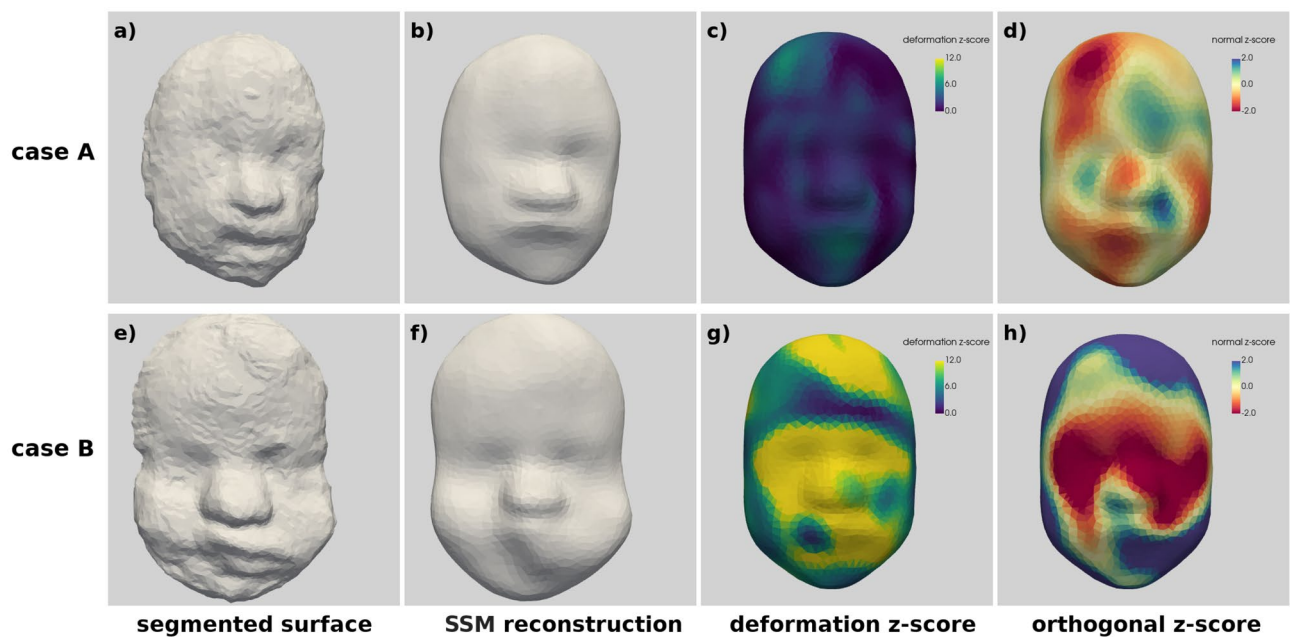 a)
b)
c)
deformation z-score
12.0
6.0
0.0
d)
normal z-score
2.0
0.0
-2.0
case A
e)
f)
g)
deformation z-score
12.0
6.0
0.0
h)
normal z-score
2.0
0.0
-2.0
case B
segmented surface
SSM reconstruction
deformation z-score
orthogonal z-score